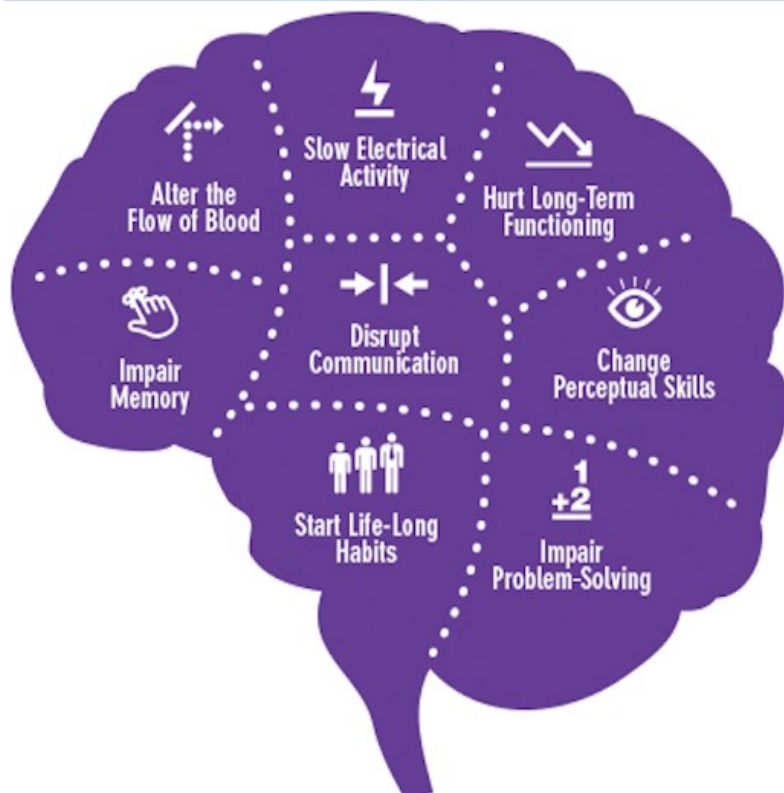 Slow Electrical
Activity
Alter the
Flow of Blood
Hurt Long-Term
Functioning
Disrupt
Communication
Impair
Memory
Change
Perceptual Skills
Start Life-Long
Habits
1
+2
Impair
Problem-Solving